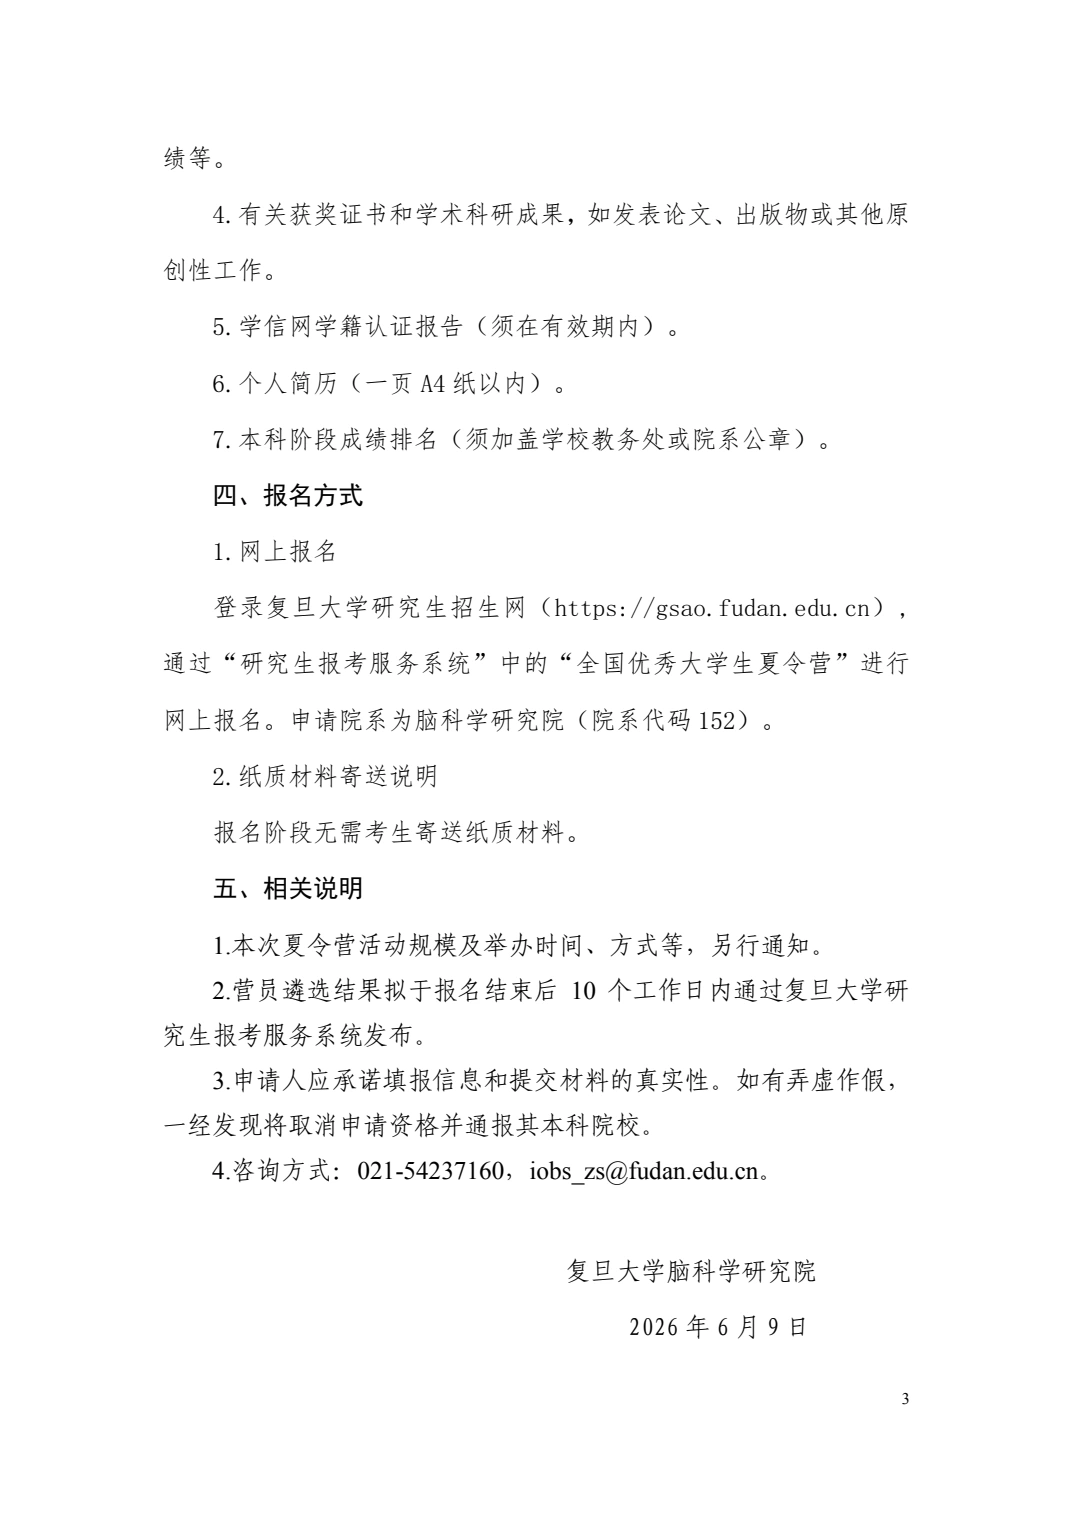 绩等。
4.有关获奖证书和学术科研成果，如发表论文、出版物或其他原
创性工作。
5.学信网学籍认证报告（须在有效期内）。
6.个人简历（一页 A4 纸以内）。
7.本科阶段成绩排名（须加盖学校教务处或院系公章）。
四、报名方式
1.网上报名
登录复旦大学研究生招生网（https://gsao.fudan.edu.cn），
通过“研究生报考服务系统”中的“全国优秀大学生夏令营”进行
网上报名。申请院系为脑科学研究院（院系代码 152）。
2.纸质材料寄送说明
报名阶段无需考生寄送纸质材料。
五、相关说明
1.本次夏令营活动规模及举办时间、方式等，另行通知。
2.营员遴选结果拟于报名结束后 10 个工作日内通过复旦大学研
究生报考服务系统发布。
3.申请人应承诺填报信息和提交材料的真实性。如有弄虚作假，
一经发现将取消申请资格并通报其本科院校。
4.咨询方式：021-54237160，iobs_zs@fudan.edu.cn。
复旦大学脑科学研究院
2026 年 6 月 9 日
3